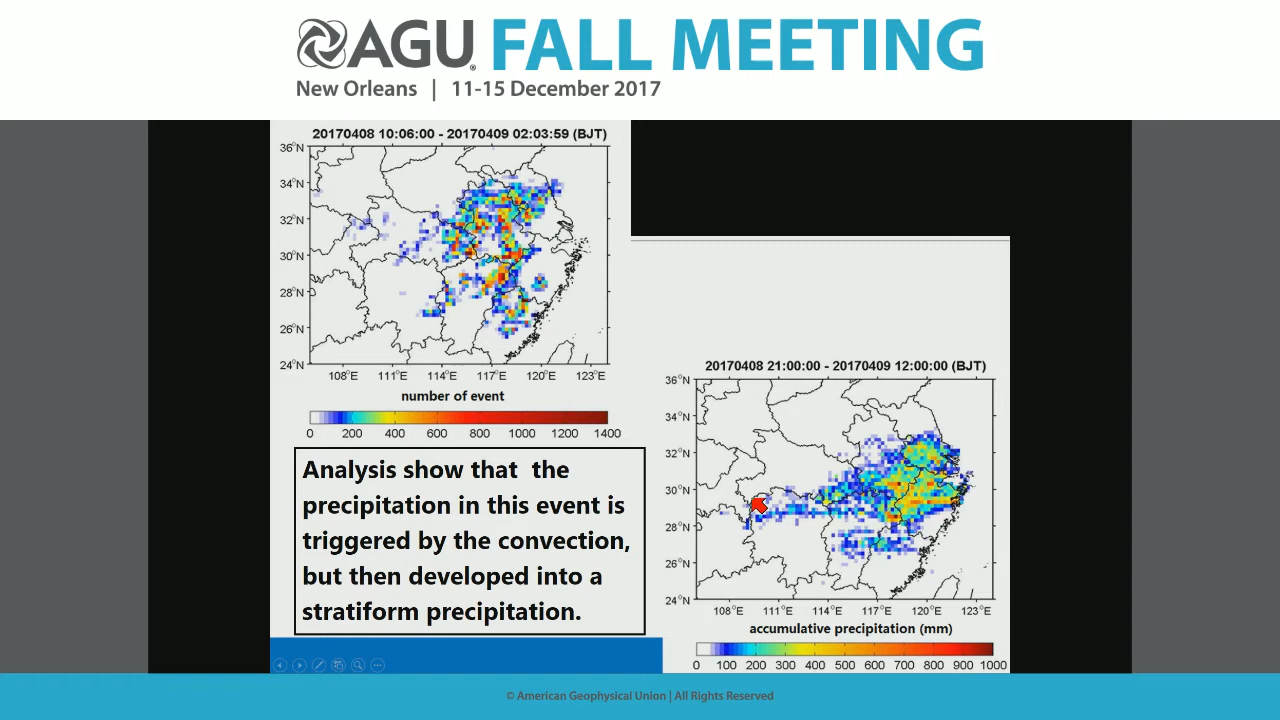 AGU FALL MEETING
New Orleans | 11-15 December 2017
20170408 10:06:00 - 20170409 02:03:59 (BJT)
36°N
34°N
32°N
30°N
28°N
26°N
24°N
108°E 111°E 114°E 117°E 120°E 123°E
number of event
0 200 400 600 800 1000 1200 1400
Analysis show that the
precipitation in this event is
triggered by the convection,
but then developed into a
stratiform precipitation.
20170408 21:00:00 - 20170409 12:00:00 (BJT)
36°N
34°N
32°N
30°N
28°N
26°N
24°N
108°E 111°E 114°E 117°E 120°E 123°E
accumulative precipitation (mm)
0 100 200 300 400 500 600 700 800 900 1000
© American Geophysical Union | All Rights Reserved